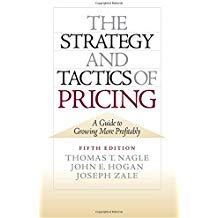 THE
STRATEGY
AND
TACTICS OF
PRICING
A Guide to
Growing More Profitably
FIFTH EDITION
THOMAS T. NAGLE
JOHN E. HOGAN
JOSEPH ZALE